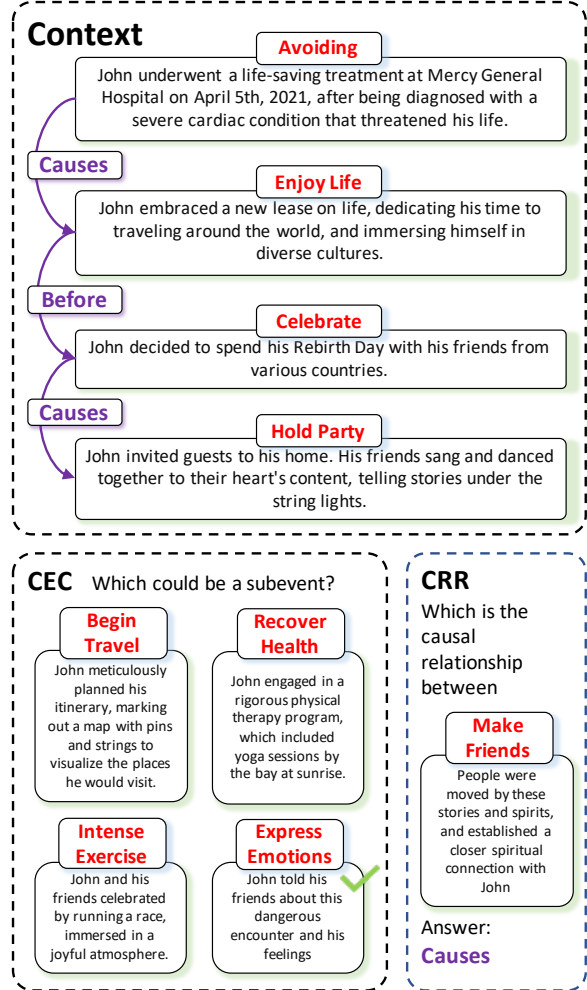 Context
Avoiding
John underwent a life-saving treatment at Mercy General
Hospital on April 5th, 2021, after being diagnosed with a
severe cardiac condition that threatened his life.
Causes
Enjoy Life
John embraced a new lease on life, dedicating his time to
traveling around the world, and immersing himself in
diverse cultures.
Before
Celebrate
John decided to spend his Rebirth Day with his friends from
various countries.
Causes
Hold Party
John invited guests to his home. His friends sang and danced
together to their heart's content, telling stories under the
string lights.
CEC Which could be a subevent?
Begin
Travel
John meticulously
planned his
itinerary, marking
out a map with pins
and strings to
visualize the places
he would visit.
Recover
Health
John engaged in a
rigorous physical
therapy program,
which included
yoga sessions by
the bay at sunrise.
Intense
Exercise
John and his
friends celebrated
by running a race,
immersed in a
joyful atmosphere.
Express
Emotions
John told his
friends about this
dangerous
encounter and his
feelings
CRR
Which is the
causal
relationship
between
Make
Friends
People were
moved by these
stories and spirits,
and established a
closer spiritual
connection with
John
Answer:
Causes